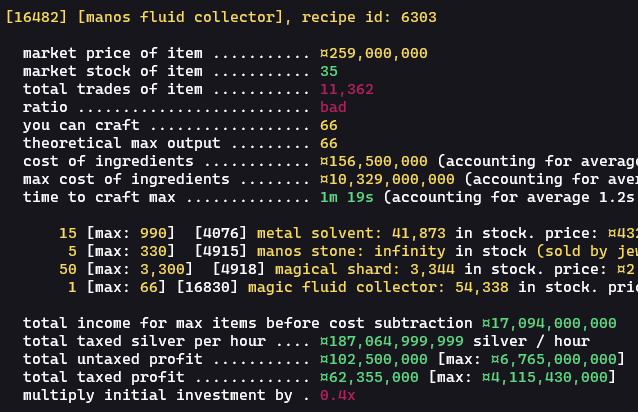 [16482] [manos fluid collector], recipe id: 6303
market price of item ........... ¤259,000,000
market stock of item ........... 35
total trades of item ........... 11,362
ratio .......................... bad
you can craft .................. 66
theoretical max output ......... 66
cost of ingredients ............ ¤156,500,000 (accounting for average
max cost of ingredients ........ ¤10,329,000,000 (accounting for aver
time to craft max .............. 1m 19s (accounting for average 1.2s
15 [max: 990] [4076] metal solvent: 41,873 in stock. price: ¤432
5 [max: 330] [4915] manos stone: infinity in stock (sold by jew
50 [max: 3,300] [4918] magical shard: 3,344 in stock. price: ¤2
1 [max: 66] [16830] magic fluid collector: 54,338 in stock. pric
total income for max items before cost subtraction ¤17,094,000,000
total taxed silver per hour .... ¤187,064,999,999 silver / hour
total untaxed profit ........... ¤102,500,000 [max: ¤6,765,000,000]
total taxed profit ............. ¤62,355,000 [max: ¤4,115,430,000]
multiply initial investment by . 0.4x